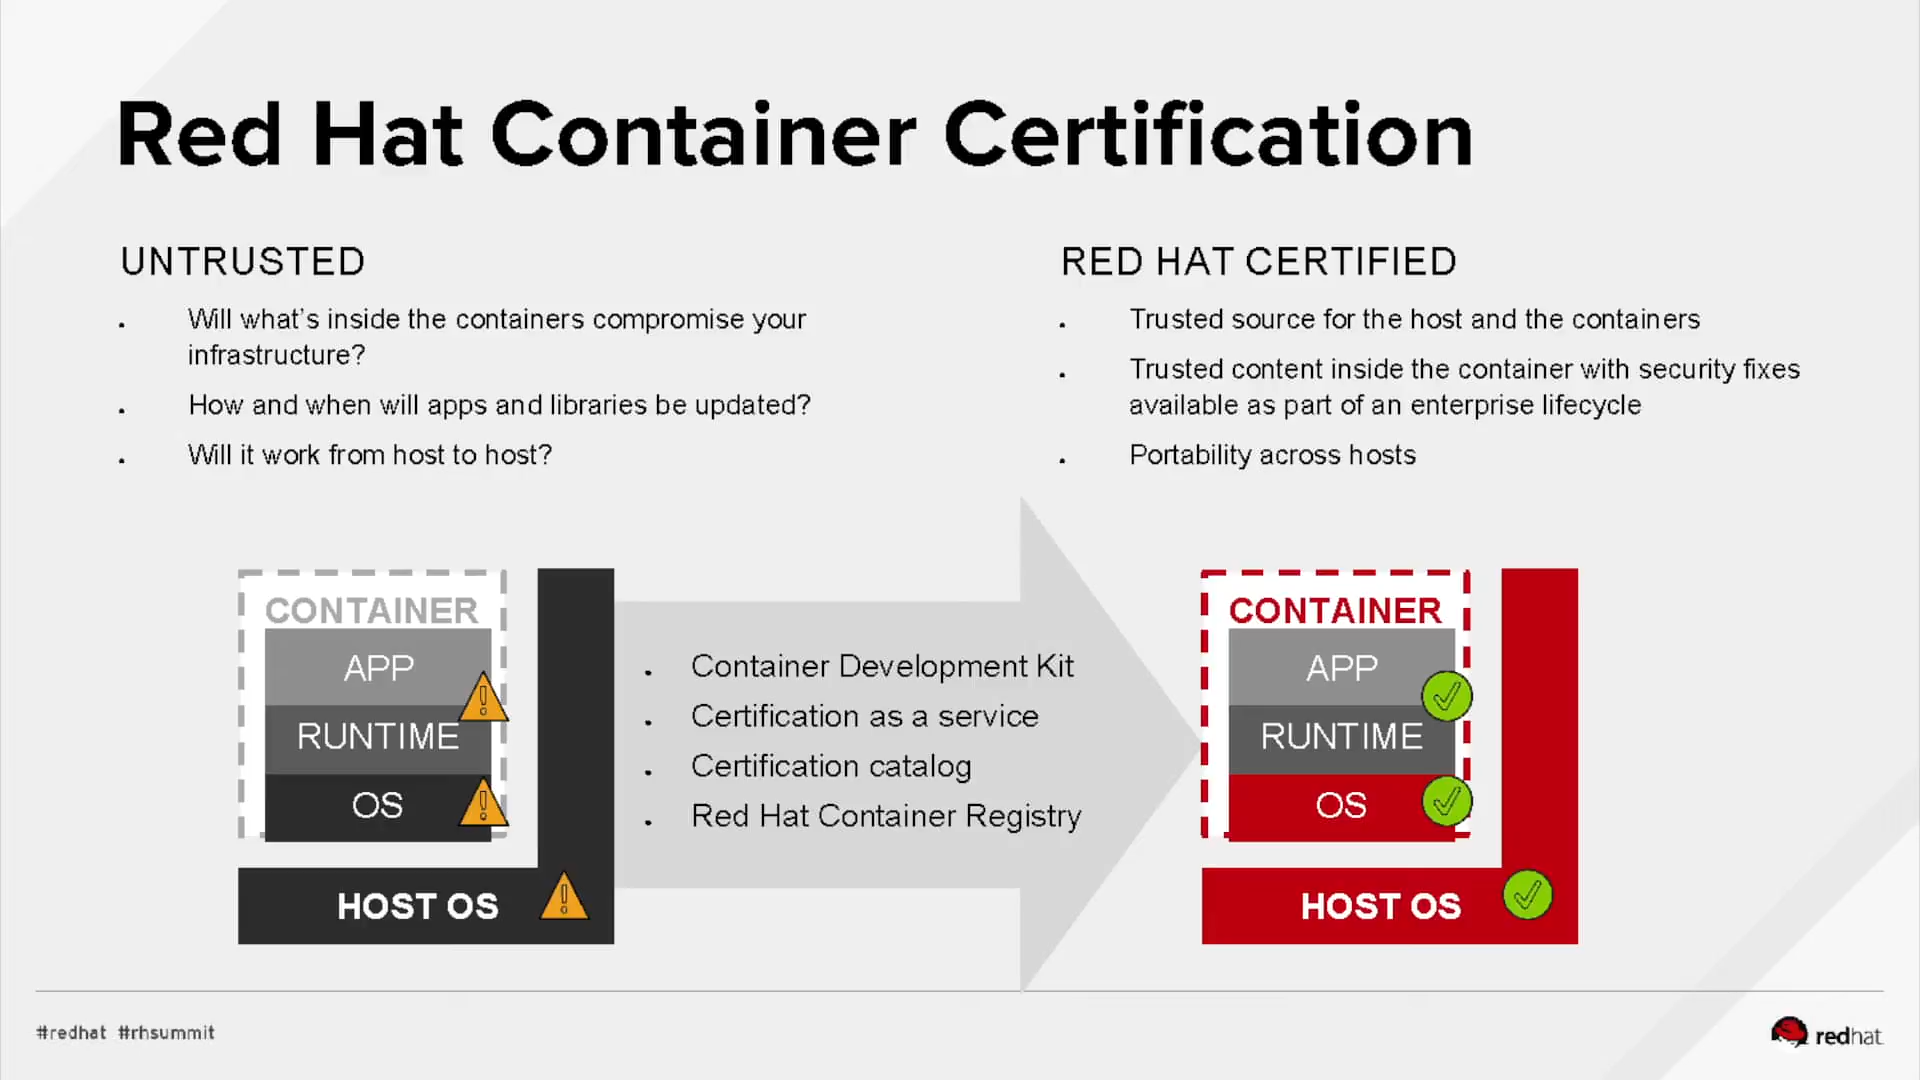 Red Hat Container Certification
UNTRUSTED
• Will what's inside the containers compromise your
infrastructure?
• How and when will apps and libraries be updated?
• Will it work from host to host?
RED HAT CERTIFIED
• Trusted source for the host and the containers
• Trusted content inside the container with security fixes
available as part of an enterprise lifecycle
• Portability across hosts
CONTAINER
APP
RUNTIME
OS
HOST OS
• Container Development Kit
• Certification as a service
• Certification catalog
• Red Hat Container Registry
CONTAINER
APP
RUNTIME
OS
HOST OS
#redhat #rhsummit
redhat